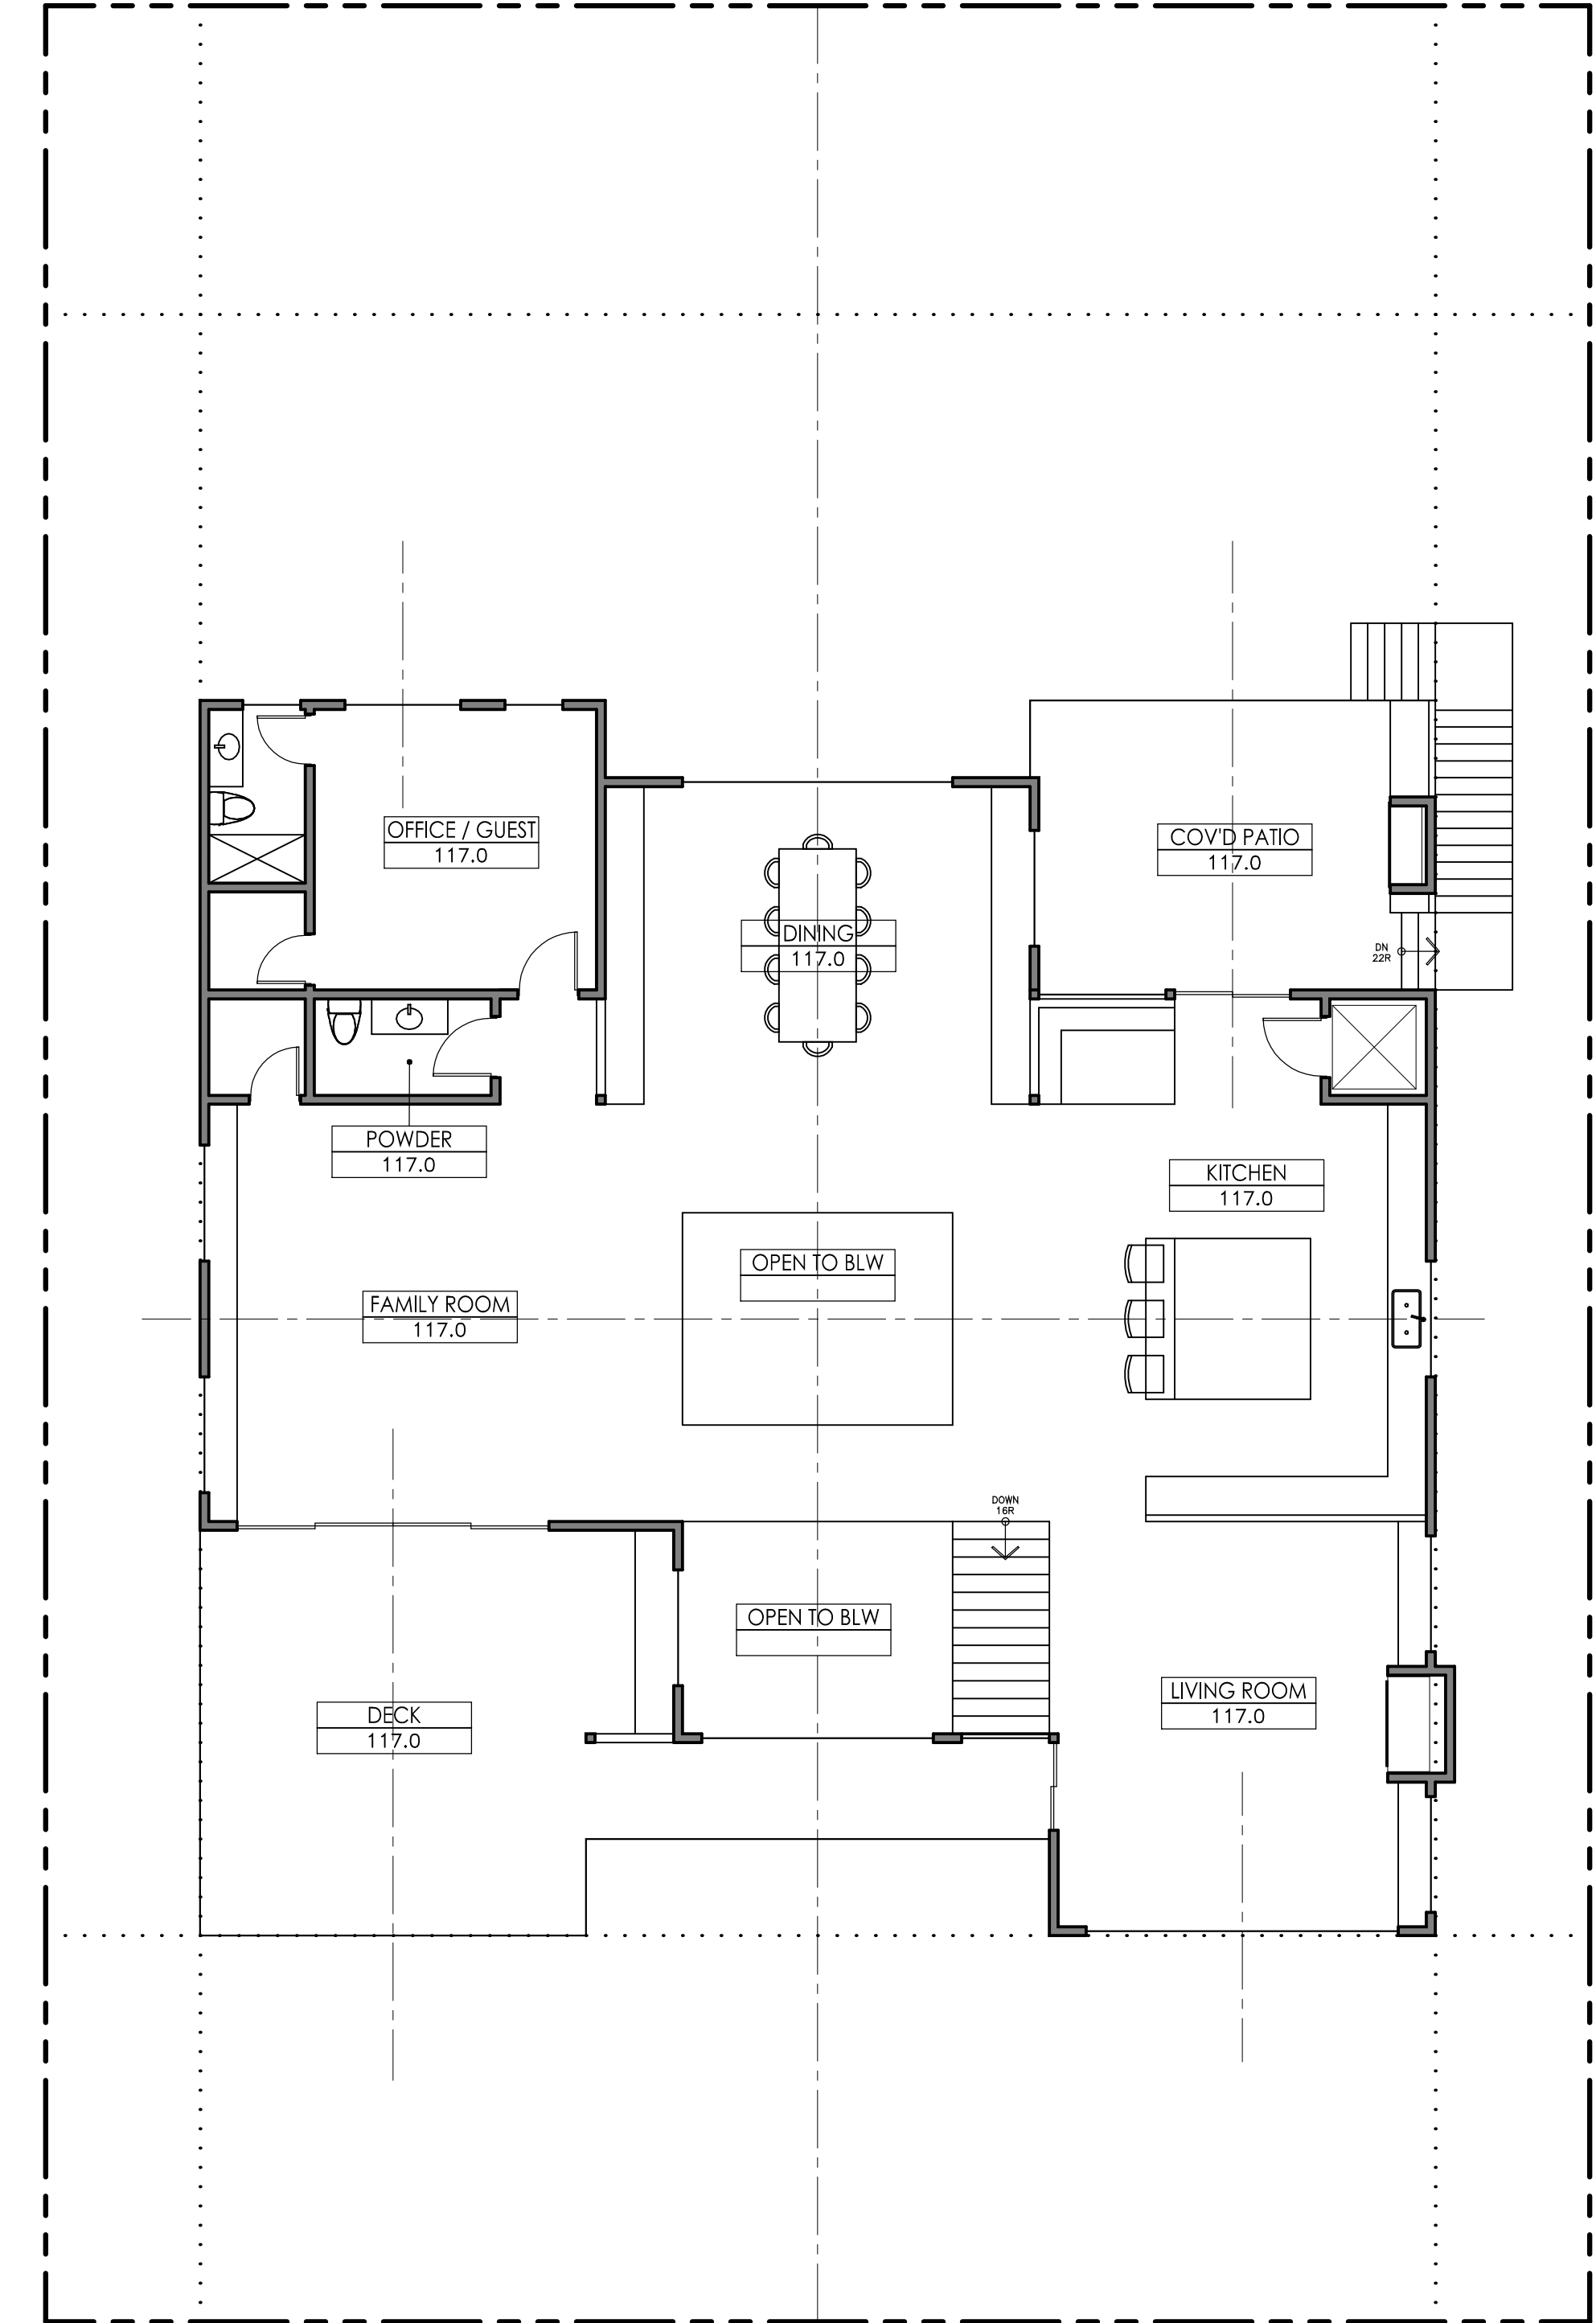 OFFICE / GUEST
117.0
COV'D PATIO
117.0
DINING
117.0
DN
22R
POWDER
117.0
KITCHEN
117.0
OPEN TO BLW
FAMILY ROOM
117.0
DOWN
16R
OPEN TO BLW
LIVING ROOM
117.0
DECK
117.0